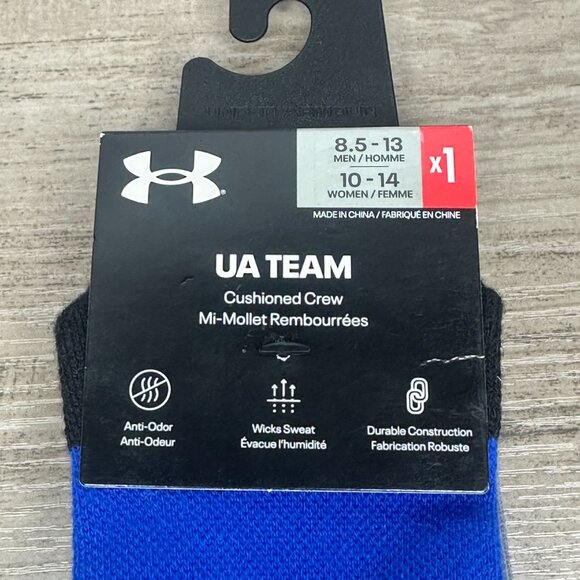 8.5 - 13
MEN / HOMME
x1
10 - 14
WOMEN / FEMME
MADE IN CHINA / FABRIQUÉ EN CHINE
UA TEAM
Cushioned Crew
Mi-Mollet Rembourrées
Anti-Odor
Anti-Odeur
Wicks Sweat
Évacue l'humidité
Durable Construction
Fabrication Robuste